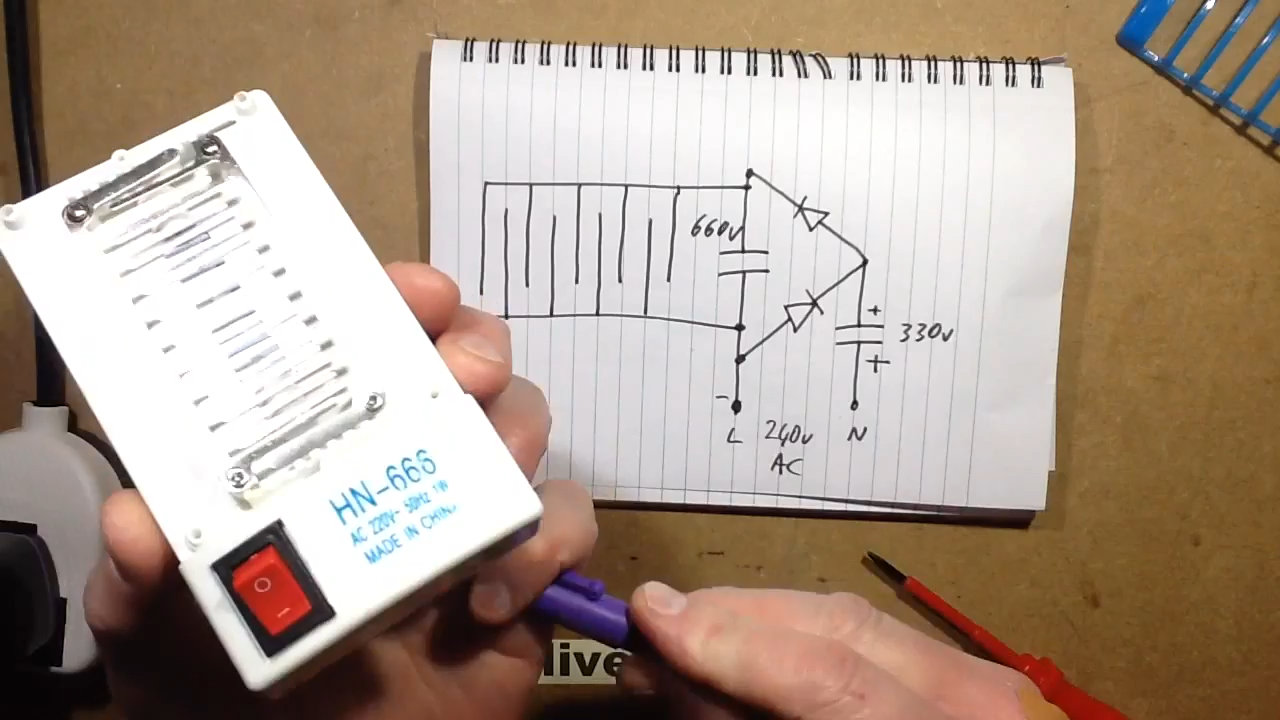 660v
+
330v
+
-
L 240v N
AC
HN-666
AC 220V~ 50Hz 1W
MADE IN CHINA
live